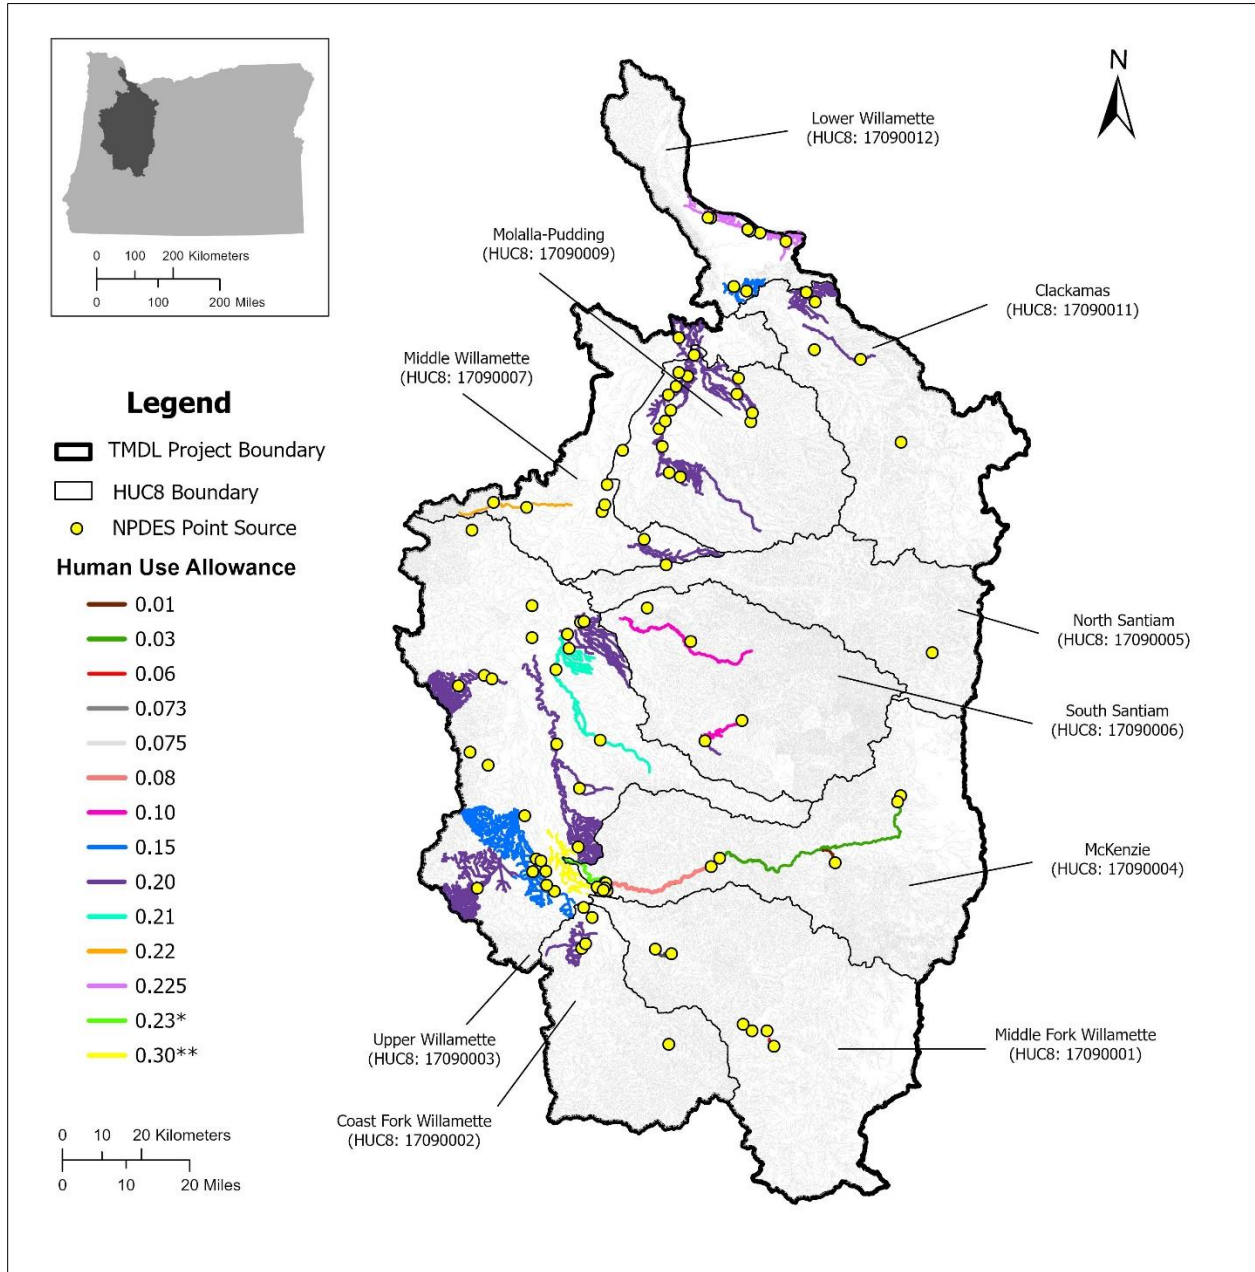 0 100 200 Kilometers
0 100 200 Miles
N
Lower Willamette
(HUC8: 17090012)
Molalla-Pudding
(HUC8: 17090009)
Clackamas
(HUC8: 17090011)
Middle Willamette
(HUC8: 17090007)
Legend
TMDL Project Boundary
HUC8 Boundary
NPDES Point Source
Human Use Allowance
0.01
0.03
0.06
0.073
0.075
0.08
0.10
0.15
0.20
0.21
0.22
0.225
0.23*
0.30**
North Santiam
(HUC8: 17090005)
South Santiam
(HUC8: 17090006)
McKenzie
(HUC8: 17090004)
Upper Willamette
(HUC8: 17090003)
Middle Fork Willamette
(HUC8: 17090001)
Coast Fork Willamette
(HUC8: 17090002)
0 10 20 Kilometers
0 10 20 Miles